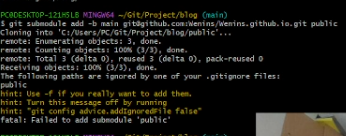 PC@DESKTOP-121HSLB MINGW64 ~/Git/Project/blog (main)
$ git submodule add -b main git@github.com:Wenins/Wenins.github.io.git public
Cloning into 'C:/Users/PC/Git/Project/blog/public'...
remote: Enumerating objects: 3, done.
remote: Counting objects: 100% (3/3), done.
remote: Total 3 (delta 0), reused 3 (delta 0), pack-reused 0
Receiving objects: 100% (3/3), done.
The following paths are ignored by one of your .gitignore files:
public
hint: Use -f if you really want to add them.
hint: Turn this message off by running
hint: "git config advice.addIgnoredFile false"
fatal: Failed to add submodule 'public'